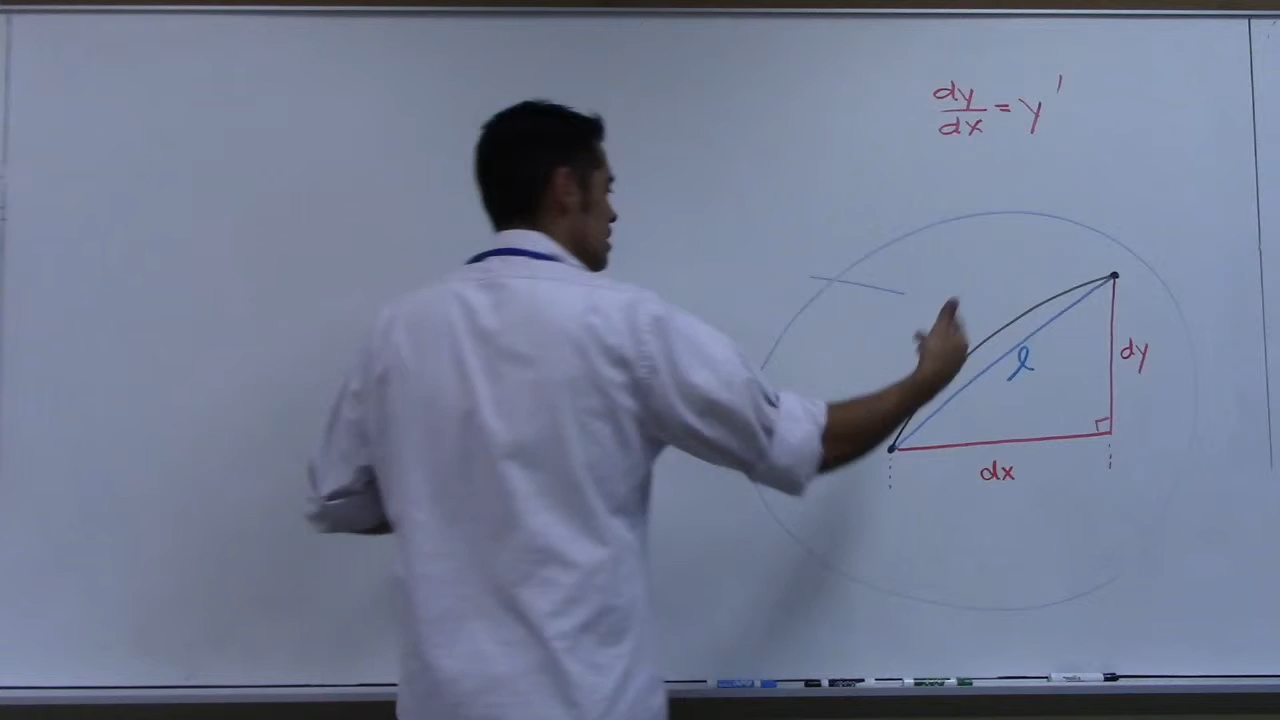 dy/dx = y'
l
dy
dx